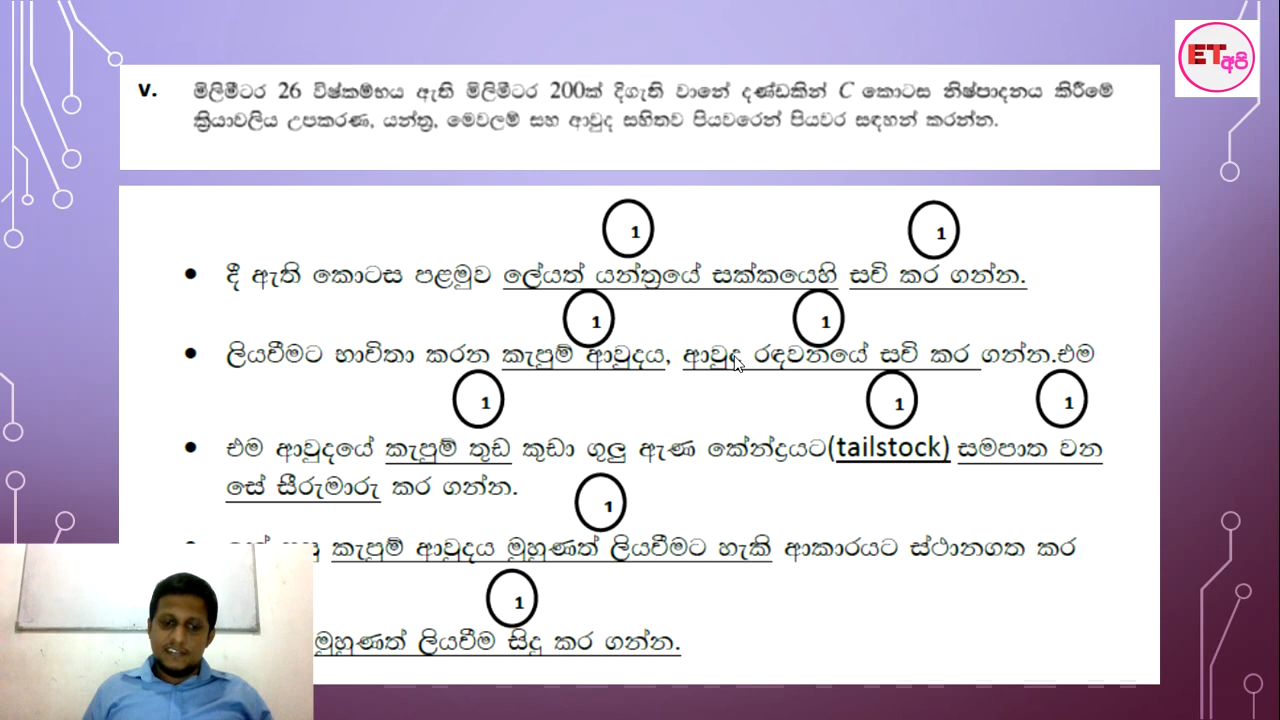 ET අපි
v. මිලිමීටර 26 විෂ්කම්භය ඇති මිලිමීටර 200ක් දිගැති වානේ දණ්ඩකින් C කොටස නිෂ්පාදනය කිරීමේ
ක්‍රියාවලිය උපකරණ, යන්ත්‍ර, මෙවලම් සහ ආවුද සහිතව පියවරෙන් පියවර සඳහන් කරන්න.
1 1
• දී ඇති කොටස පළමුව ලේයත් යන්ත්‍රයේ සක්කයෙහි සවි කර ගන්න.
1 1
• ලියවීමට භාවිතා කරන කැපුම් ආවුදය, ආවුද රඳවනයේ සවි කර ගන්න.එම
1 1 1
• එම ආවුදයේ කැපුම් තුඩ කුඩා ගුලු ඇණ කේන්ද්‍රයට(tailstock) සමපාත වන
සේ සීරුමාරු කර ගන්න.
1
කැපුම් ආවුදය මුහුණත් ලියවීමට හැකි ආකාරයට ස්ථානගත කර
1
මුහුණත් ලියවීම සිදු කර ගන්න.